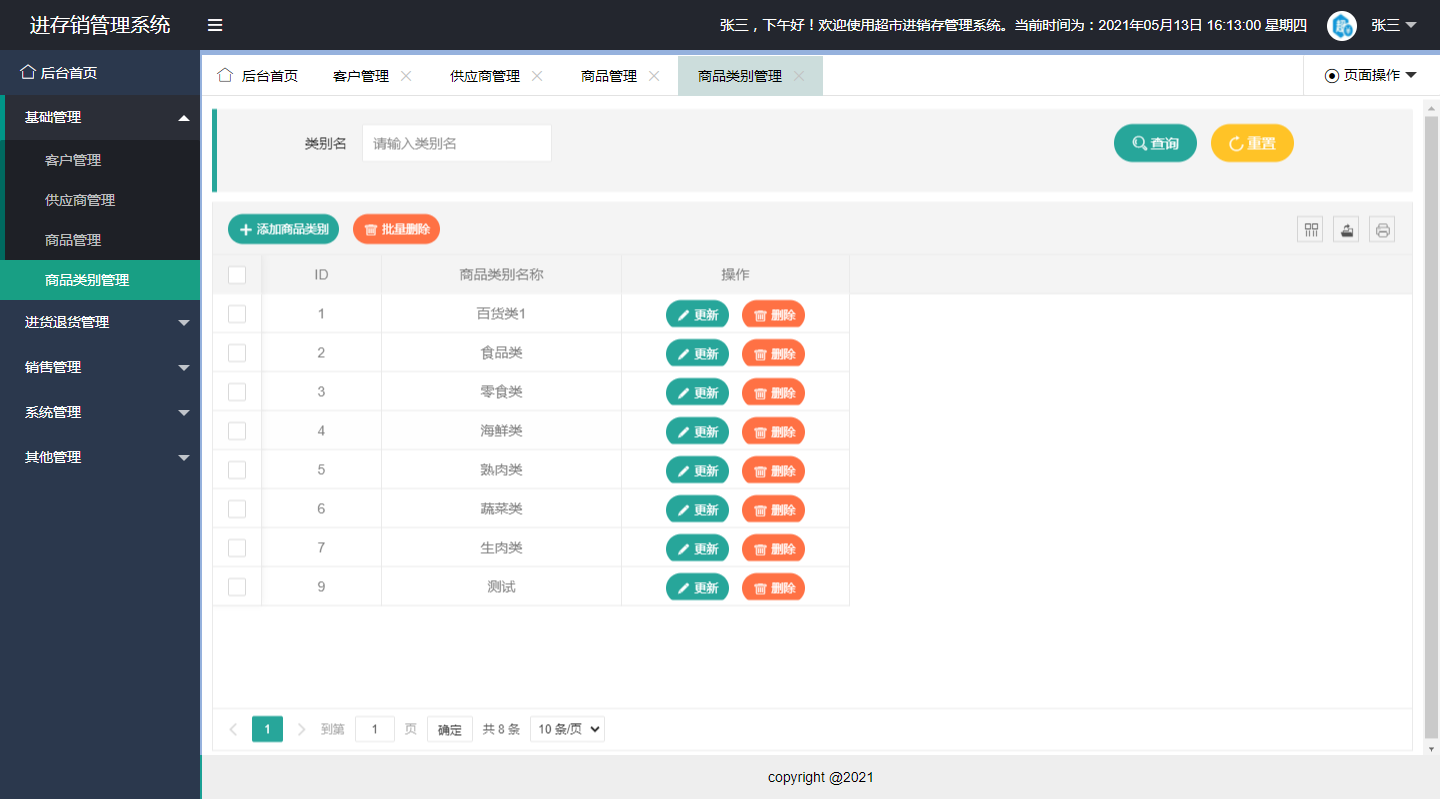 进存销管理系统
张三，下午好！欢迎使用超市进销存管理系统。当前时间为：2021年05月13日 16:13:00 星期四 张三
后台首页
基础管理
客户管理
供应商管理
商品管理
商品类别管理
进货退货管理
销售管理
系统管理
其他管理
后台首页 客户管理 供应商管理 商品管理 商品类别管理 页面操作
类别名 请输入类别名 查询 重置
添加商品类别 批量删除
ID 商品类别名称 操作
1 百货类1 更新 删除
2 食品类 更新 删除
3 零食类 更新 删除
4 海鲜类 更新 删除
5 熟肉类 更新 删除
6 蔬菜类 更新 删除
7 生肉类 更新 删除
9 测试 更新 删除
1 到第 1 页 确定 共 8 条 10 条/页
copyright @2021